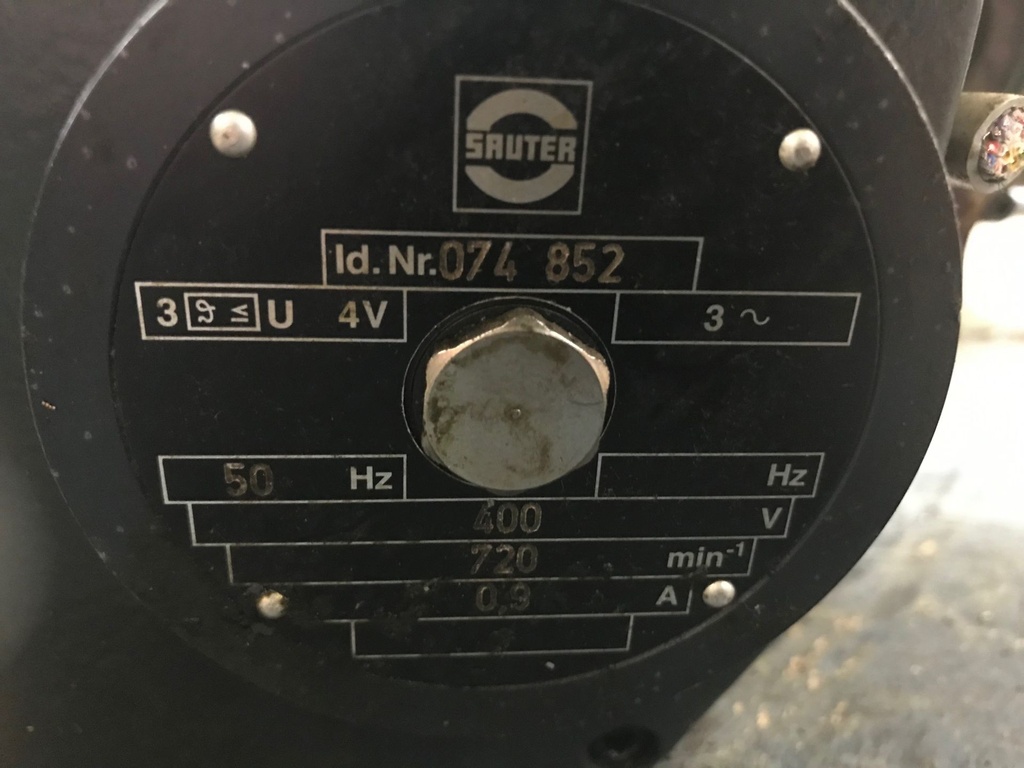 SAUTER
Id. Nr. 074 852
3 ϑ ≤ U 4V
3 ~
50 Hz
Hz
400 V
720 min⁻¹
0,9 A